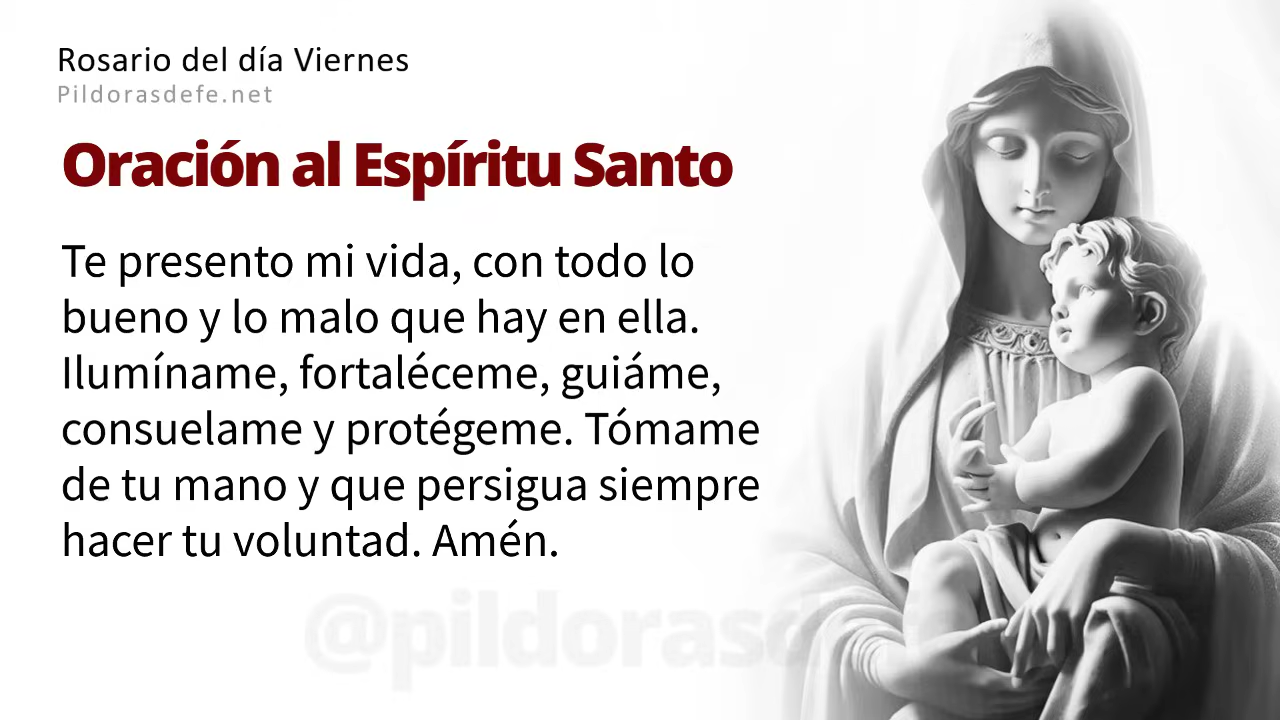 Rosario del día Viernes
Pildorasdefe.net
Oración al Espíritu Santo
Te presento mi vida, con todo lo
bueno y lo malo que hay en ella.
Ilumíname, fortaléceme, guiáme,
consuelame y protégeme. Tómame
de tu mano y que persigua siempre
hacer tu voluntad. Amén.
@pildorasdefe